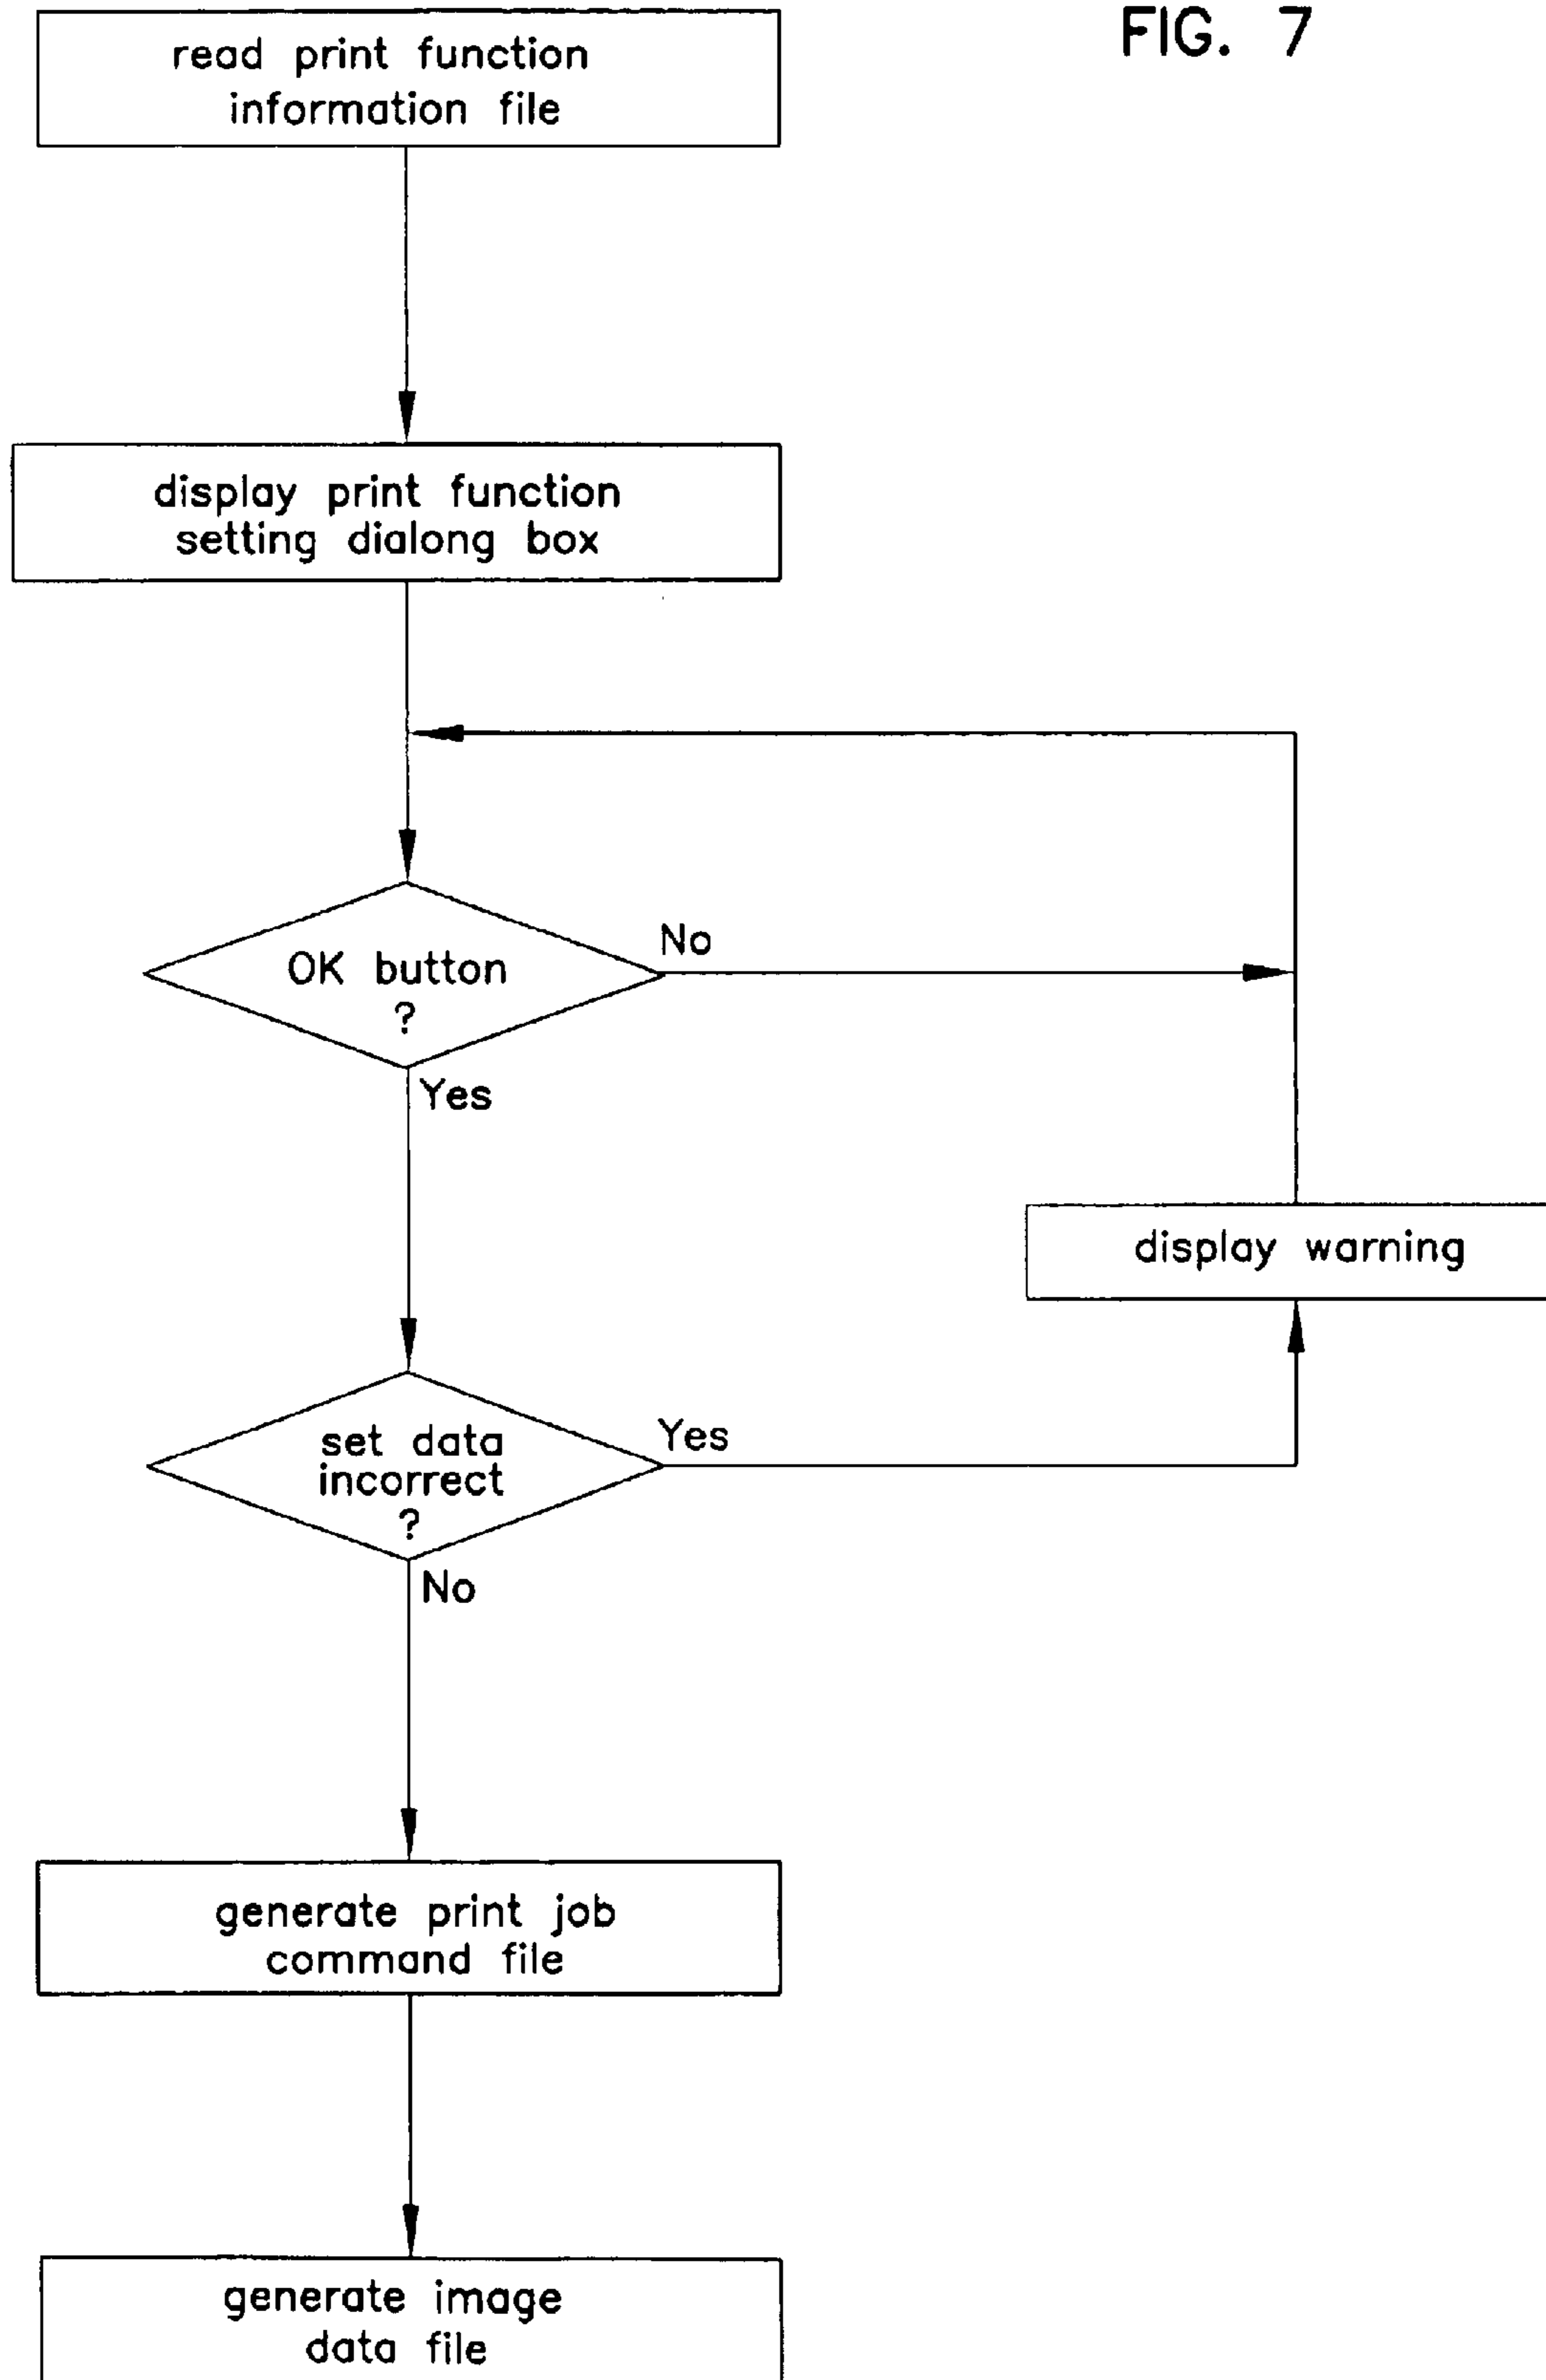 FIG. 7
read print function
information file
display print function
setting dialong box
OK button
?
No
Yes
display warning
set data
incorrect
?
Yes
No
generate print job
command file
generate image
data file